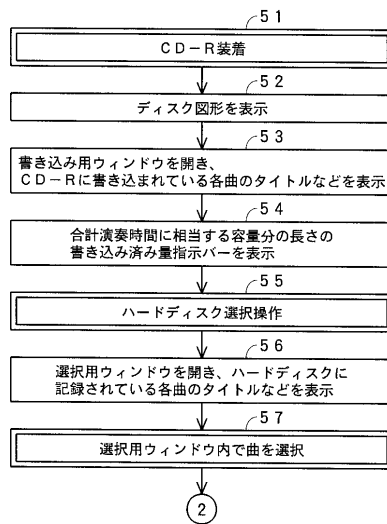 51
CD-R装着
52
ディスク図形を表示
53
書き込み用ウィンドウを開き、
CD-Rに書き込まれている各曲のタイトルなどを表示
54
合計演奏時間に相当する容量分の長さの
書き込み済み量指示バーを表示
55
ハードディスク選択操作
56
選択用ウィンドウを開き、ハードディスクに
記録されている各曲のタイトルなどを表示
57
選択用ウィンドウ内で曲を選択
2